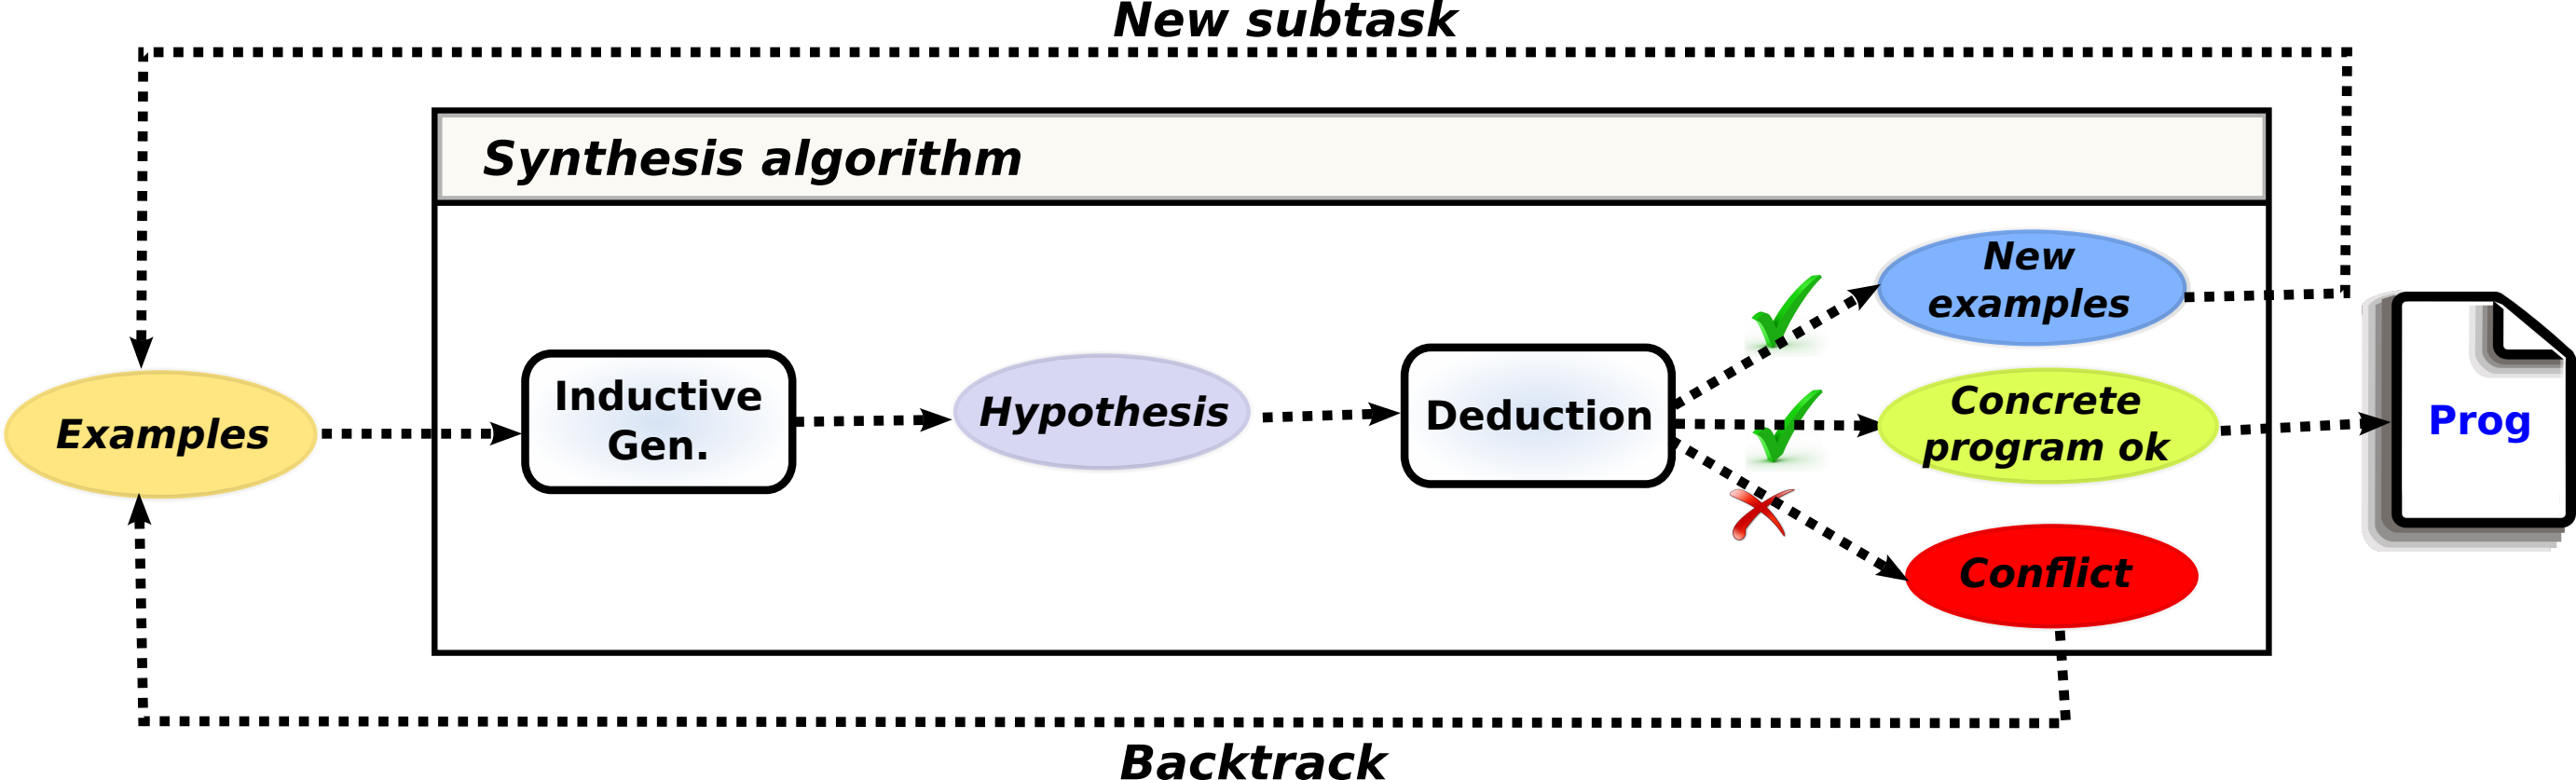 New subtask
Synthesis algorithm
New
examples
Inductive
Gen.
Hypothesis
Deduction
Concrete
program ok
Examples
Prog
Conflict
Backtrack